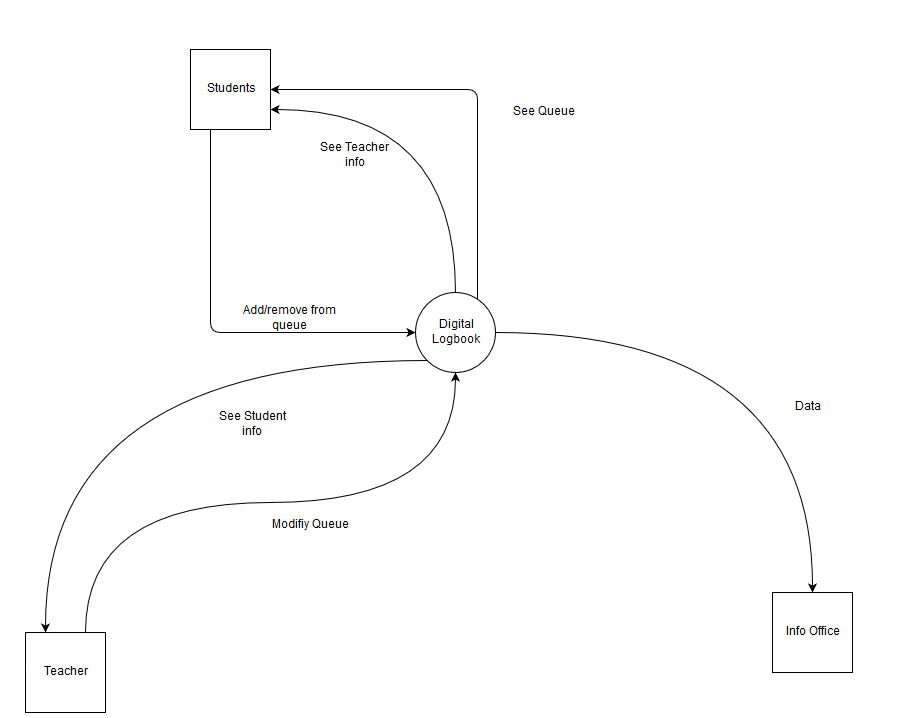 Students
See Queue
See Teacher
info
Add/remove from
queue
Digital
Logbook
See Student
info
Data
Modifiy Queue
Info Office
Teacher